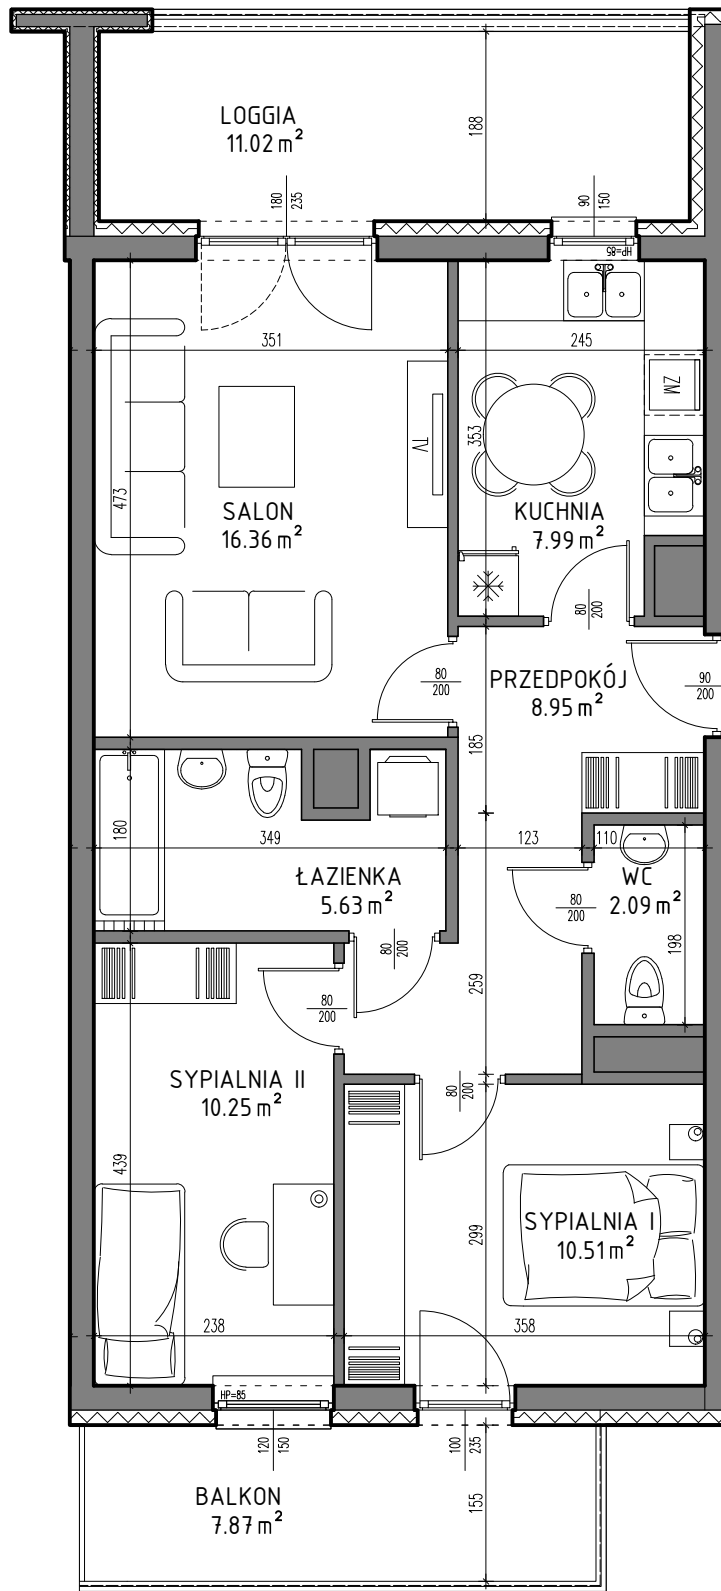 LOGGIA
11.02 m²
188
180
235
90
150
HP=85
351
245
ZM
TV
353
473
SALON
16.36 m²
KUCHNIA
7.99 m²
80
200
80
200
PRZEDPOKÓJ
8.95 m²
90
200
185
180
349
123
110
ŁAZIENKA
5.63 m²
WC
2.09 m²
80
200
198
80
200
259
80
200
SYPIALNIA II
10.25 m²
80
200
439
299
SYPIALNIA I
10.51 m²
238
358
HP=85
120
150
100
235
155
BALKON
7.87 m²